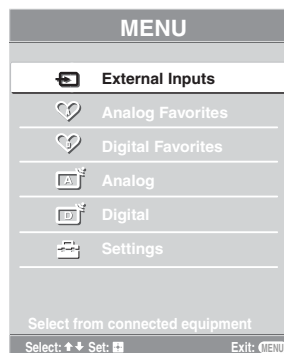 MENU
External Inputs
Analog Favorites
Digital Favorites
A Analog
D Digital
Settings
Select from connected equipment
Select: Set: Exit: MENU